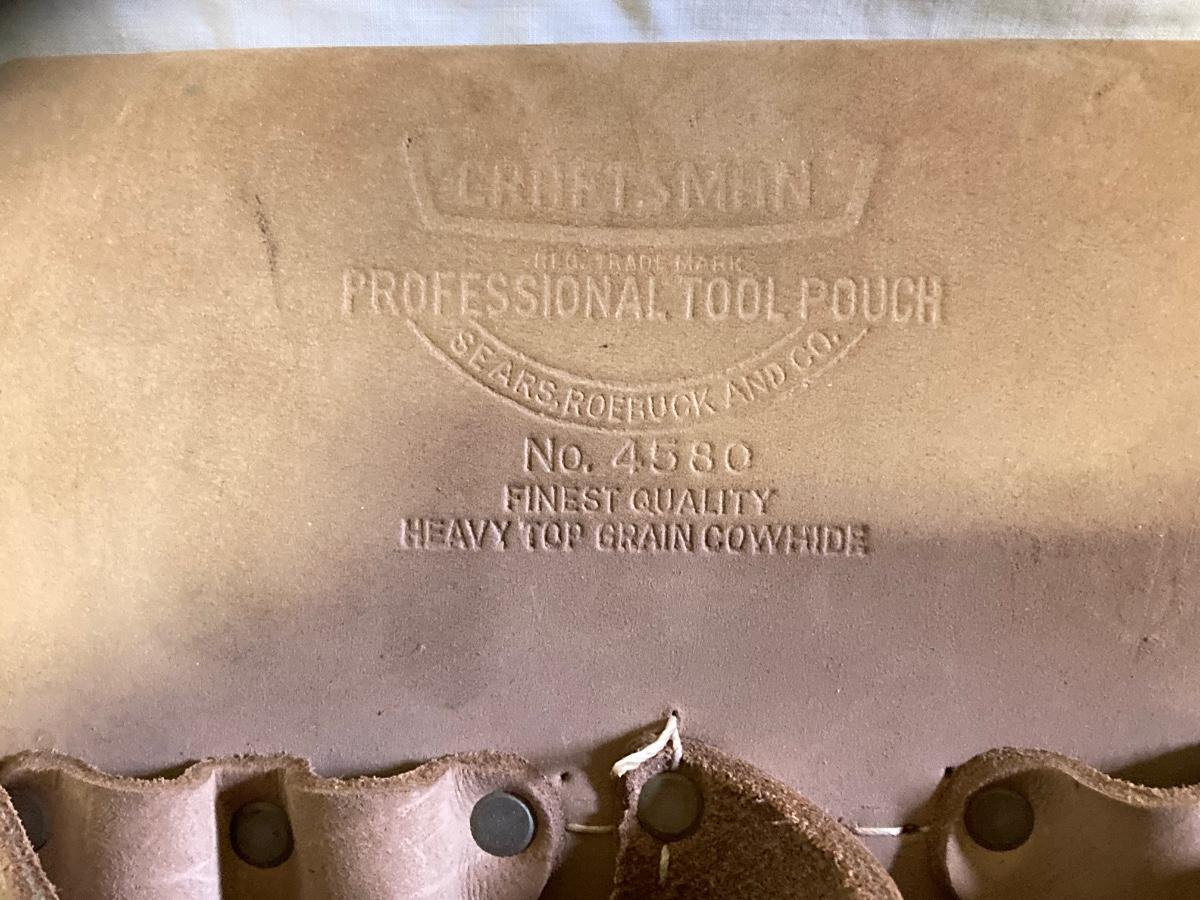 CRAFTSMAN
REG. TRADE MARK
PROFESSIONAL TOOL POUCH
SEARS, ROEBUCK AND CO.
No. 4580
FINEST QUALITY
HEAVY TOP GRAIN COWHIDE